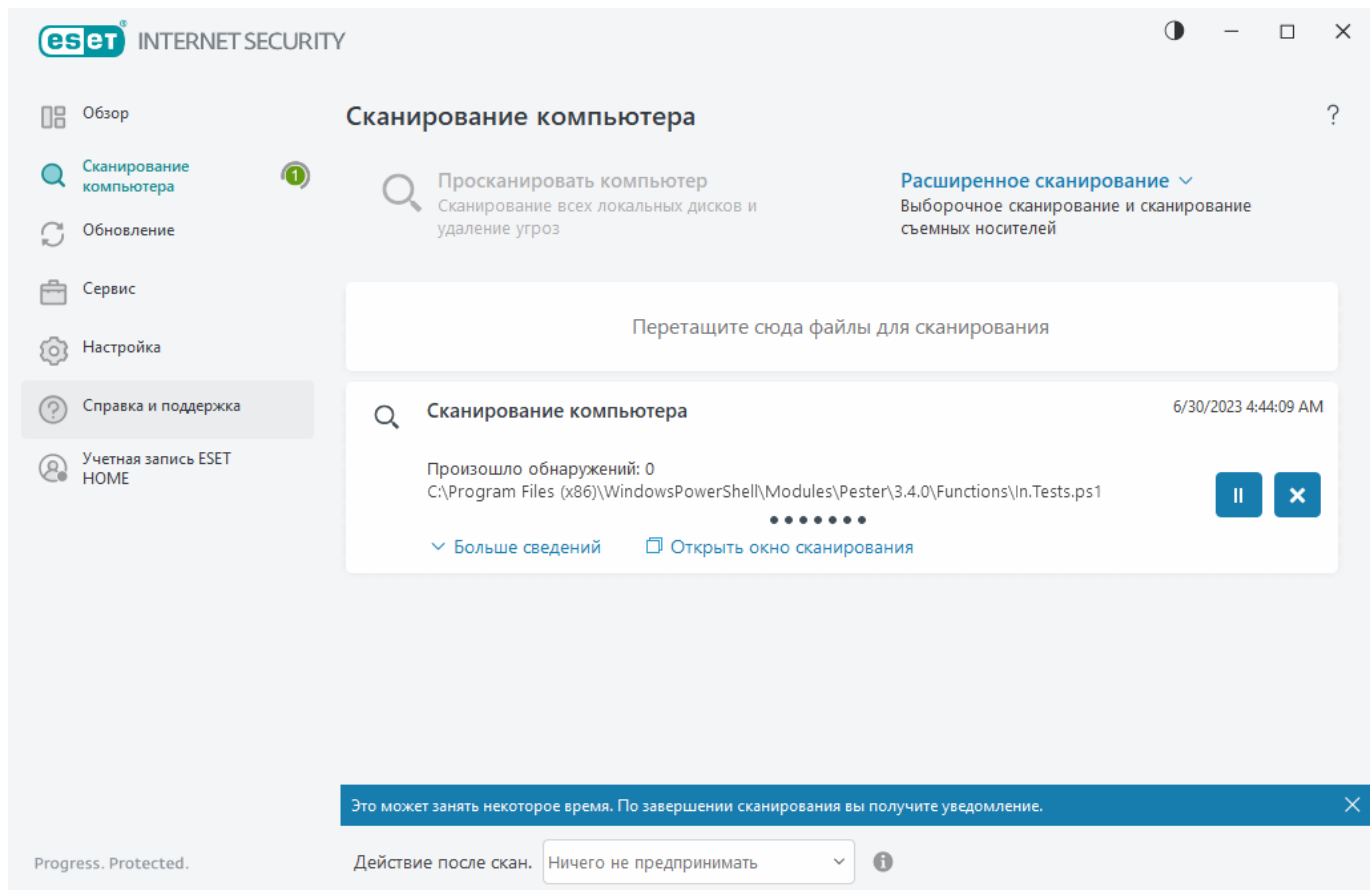 eset® INTERNET SECURITY
Обзор
Сканирование
компьютера
1
Обновление
Сервис
Настройка
Справка и поддержка
Учетная запись ESET
HOME
Progress. Protected.
Сканирование компьютера
?
Просканировать компьютер
Сканирование всех локальных дисков и
удаление угроз
Расширенное сканирование
Выборочное сканирование и сканирование
съемных носителей
Перетащите сюда файлы для сканирования
Сканирование компьютера
6/30/2023 4:44:09 AM
Произошло обнаружений: 0
C:\Program Files (x86)\WindowsPowerShell\Modules\Pester\3.4.0\Functions\In.Tests.ps1
Больше сведений
Открыть окно сканирования
Это может занять некоторое время. По завершении сканирования вы получите уведомление.
Действие после скан. Ничего не предпринимать